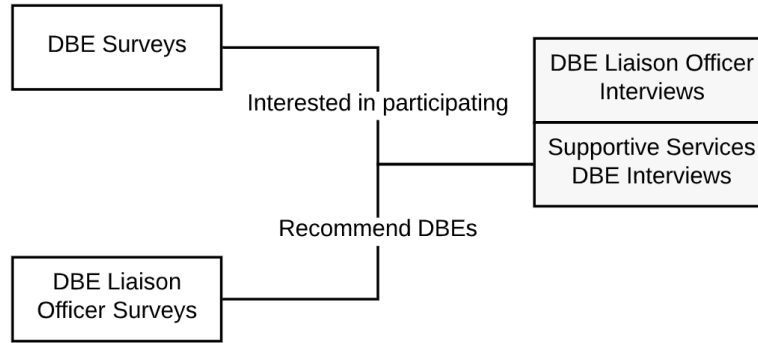 DBE Surveys
Interested in participating
DBE Liaison Officer
Interviews
Supportive Services
DBE Interviews
Recommend DBEs
DBE Liaison
Officer Surveys